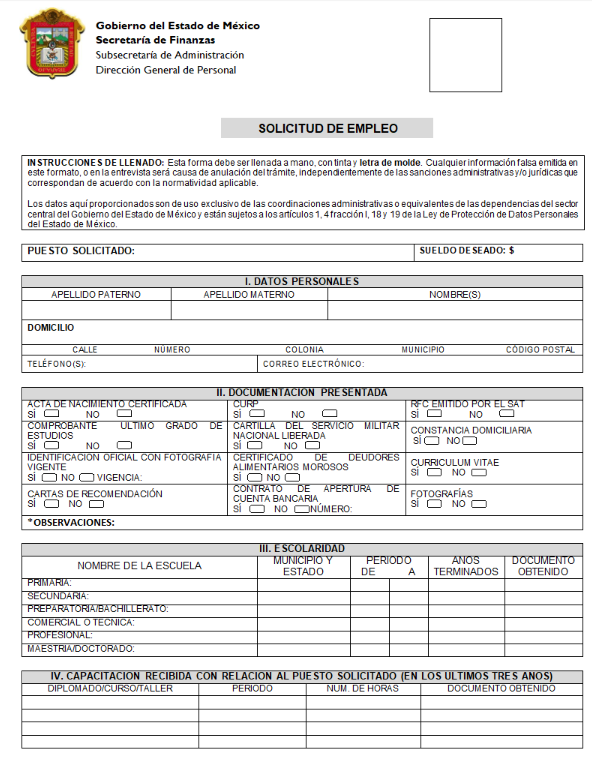 Gobierno del Estado de México
Secretaría de Finanzas
Subsecretaría de Administración
Dirección General de Personal
SOLICITUD DE EMPLEO
INSTRUCCIONES DE LLENADO: Esta forma debe ser llenada a mano, con tinta y letra de molde. Cualquier información falsa emitida en
este formato, o en la entrevista será causa de anulación del trámite, independientemente de las sanciones administrativas y/o jurídicas que
correspondan de acuerdo con la normatividad aplicable.
Los datos aquí proporcionados son de uso exclusivo de las coordinaciones administrativas o equivalentes de las dependencias del sector
central del Gobierno del Estado de México y están sujetos a los artículos 1, 4 fracción I, 18 y 19 de la Ley de Protección de Datos Personales
del Estado de México.
PUESTO SOLICITADO: SUELDO DESEADO: $
I. DATOS PERSONALES
APELLIDO PATERNO APELLIDO MATERNO NOMBRE(S)
DOMICILIO
CALLE NÚMERO COLONIA MUNICIPIO CÓDIGO POSTAL
TELÉFONO(S): CORREO ELECTRÓNICO:
II. DOCUMENTACION PRESENTADA
ACTA DE NACIMIENTO CERTIFICADA CURP RFC EMITIDO POR EL SAT
SÍ NO SÍ NO SÍ NO
COMPROBANTE ULTIMO GRADO DE CARTILLA DEL SERVICIO MILITAR CONSTANCIA DOMICILIARIA
ESTUDIOS NACIONAL LIBERADA SÍ NO
SÍ NO SÍ NO
IDENTIFICACION OFICIAL CON FOTOGRAFIA CERTIFICADO DE DEUDORES CURRICULUM VITAE
VIGENTE ALIMENTARIOS MOROSOS SÍ NO
SÍ NO VIGENCIA: SÍ NO
CARTAS DE RECOMENDACIÓN CONTRATO DE APERTURA DE FOTOGRAFÍAS
SÍ NO CUENTA BANCARIA SÍ NO
SÍ NO NÚMERO:
*OBSERVACIONES:
III. ESCOLARIDAD
NOMBRE DE LA ESCUELA MUNICIPIO Y PERIODO AÑOS DOCUMENTO
ESTADO DE A TERMINADOS OBTENIDO
PRIMARIA:
SECUNDARIA:
PREPARATORIA/BACHILLERATO:
COMERCIAL O TECNICA:
PROFESIONAL:
MAESTRIA/DOCTORADO:
IV. CAPACITACION RECIBIDA CON RELACION AL PUESTO SOLICITADO (EN LOS ULTIMOS TRES AÑOS)
DIPLOMADO/CURSO/TALLER PERIODO NUM. DE HORAS DOCUMENTO OBTENIDO